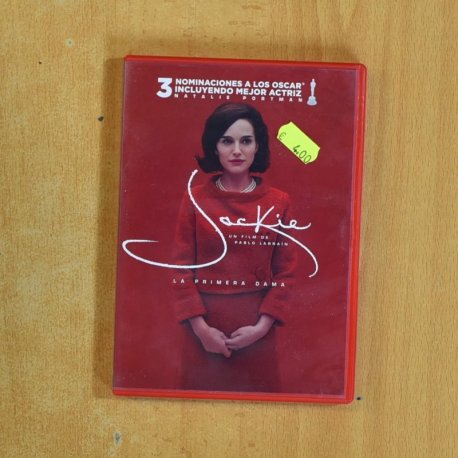 3 NOMINACIONES A LOS OSCAR®
INCLUYENDO MEJOR ACTRIZ
NATALIE PORTMAN
€ 4,00
Jackie
UN FILM DE
PABLO LARRAÍN
LA PRIMERA DAMA